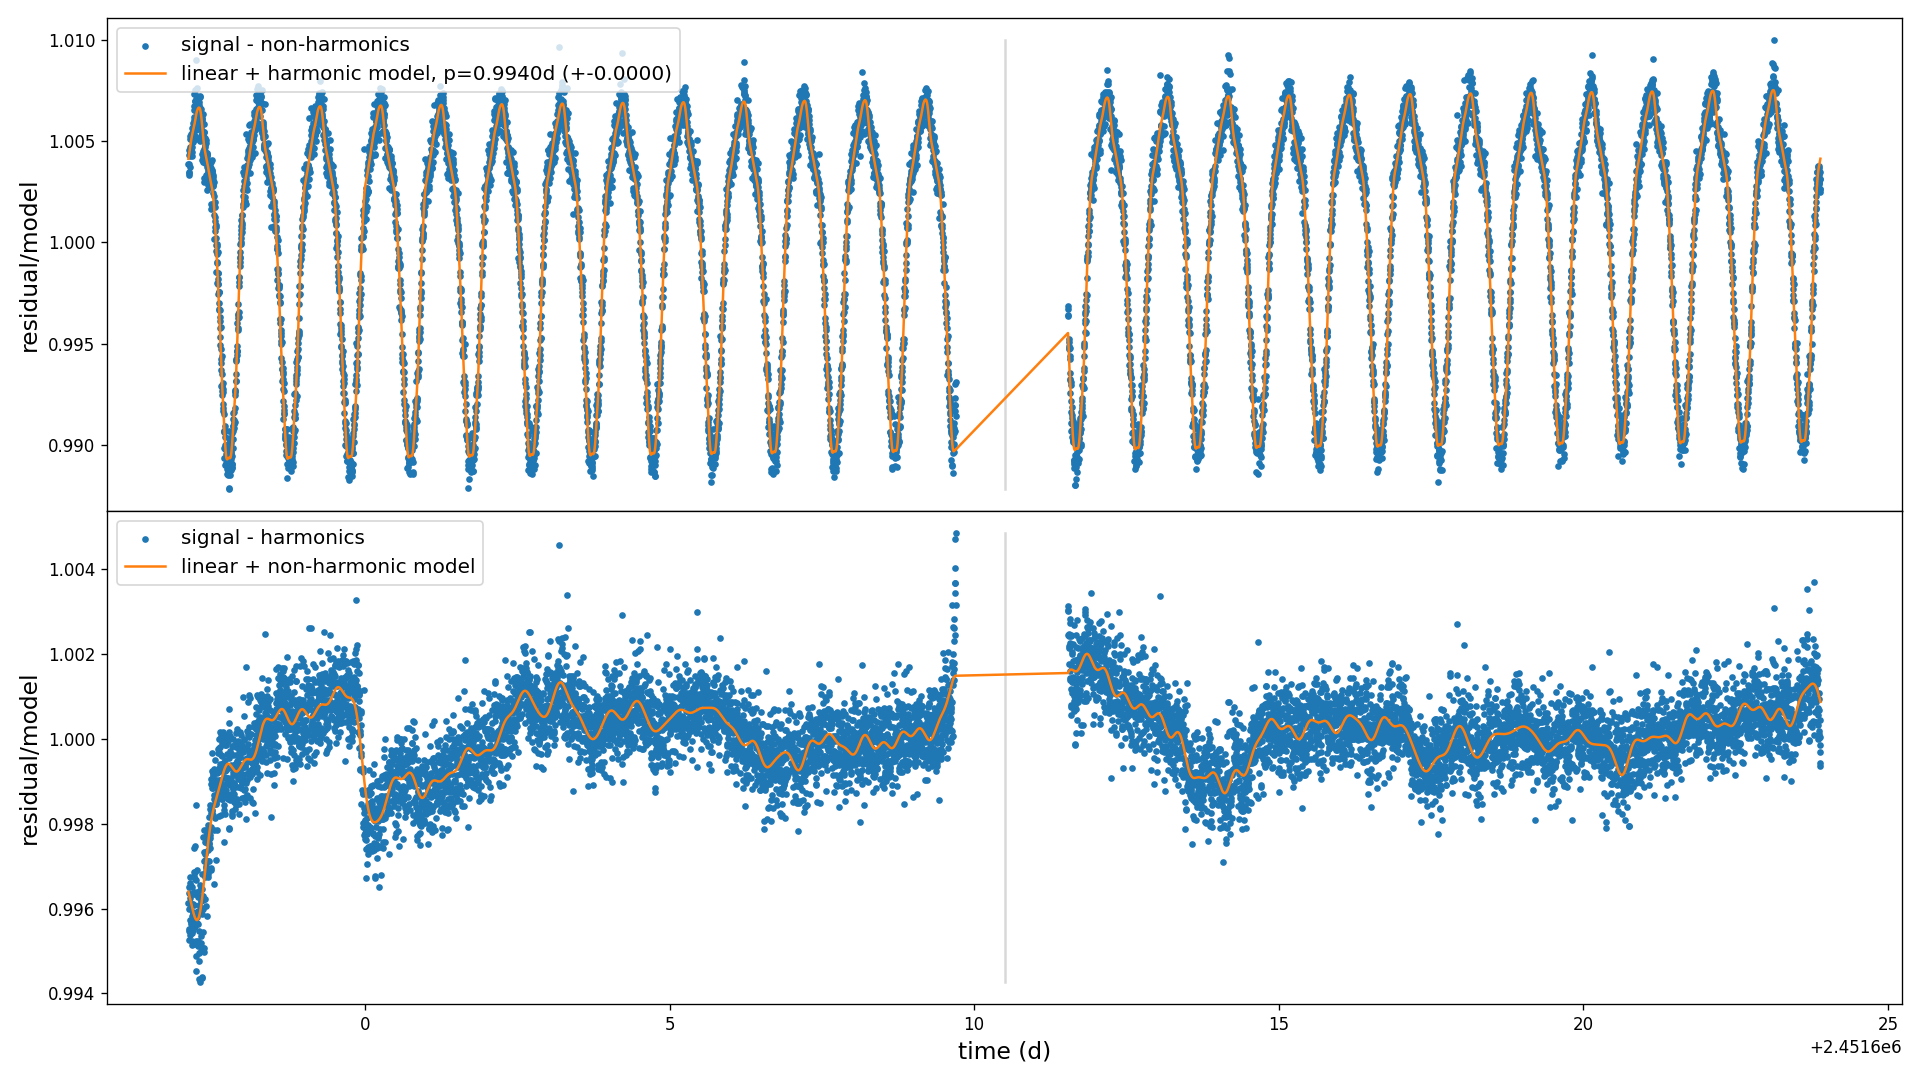 signal - non-harmonics
linear + harmonic model, p=0.9940d (+-0.0000)
1.010
1.005
1.000
0.995
0.990
residual/model
signal - harmonics
linear + non-harmonic model
1.004
1.002
1.000
0.998
0.996
0.994
residual/model
0
5
10
15
20
25
time (d)
+2.4516e6